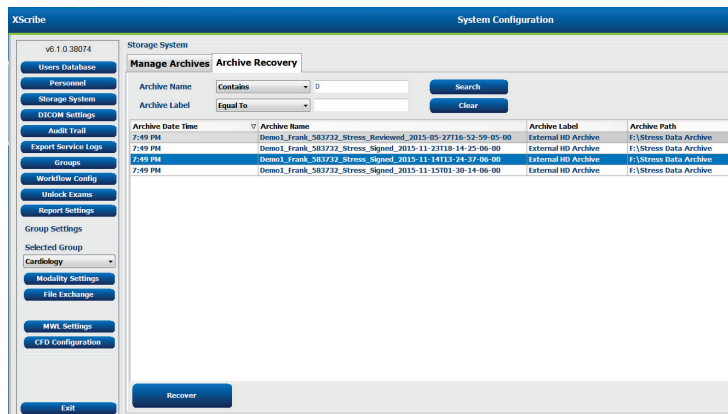 XScribe System Configuration
v6.1.0.38074
Users Database
Personnel
Storage System
DICOM Settings
Audit Trail
Export Service Logs
Groups
Workflow Config
Unlock Exams
Report Settings
Group Settings
Selected Group
Cardiology
Modality Settings
File Exchange
MWL Settings
CFD Configuration
Exit
Storage System
Manage Archives Archive Recovery
Archive Name Contains D Search
Archive Label Equal To Clear
Archive Date Time Archive Name Archive Label Archive Path
7:49 PM Demo1_Frank_583732_Stress_Reviewed_2015-05-27T16-52-59-05-00 External HD Archive F:\Stress Data Archive
7:49 PM Demo1_Frank_583732_Stress_Signed_2015-11-23T18-14-25-06-00 External HD Archive F:\Stress Data Archive
7:49 PM Demo1_Frank_583732_Stress_Signed_2015-11-14T13-24-37-06-00 External HD Archive F:\Stress Data Archive
7:49 PM Demo1_Frank_583732_Stress_Signed_2015-11-15T01-30-14-06-00 External HD Archive F:\Stress Data Archive
Recover